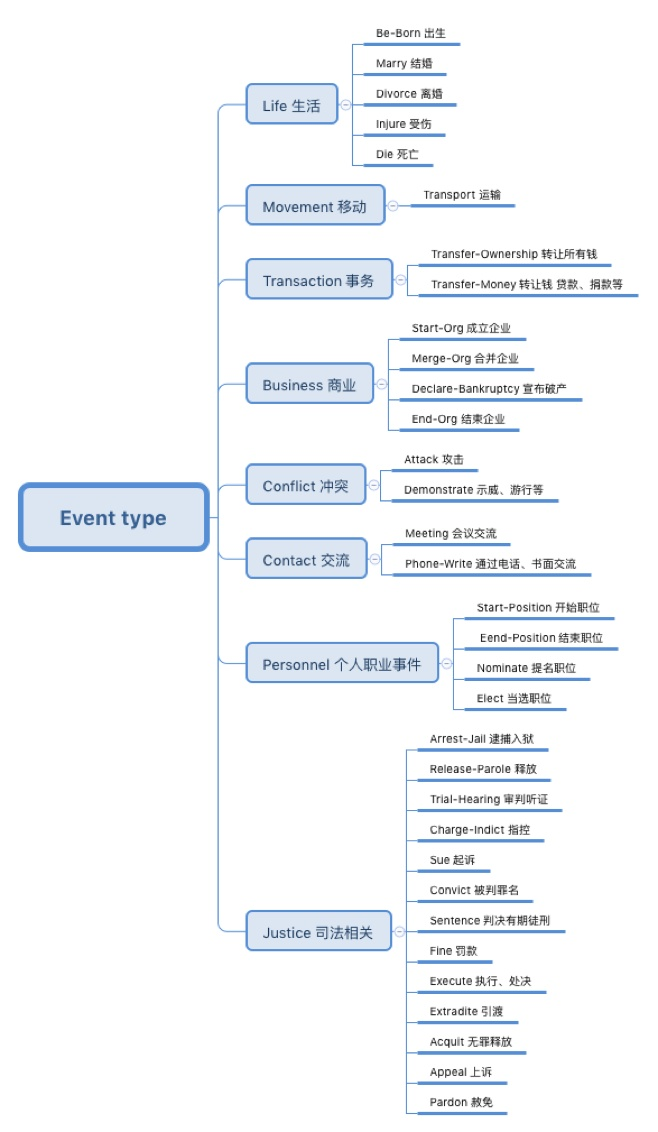 Event type
Life 生活
Be-Born 出生
Marry 结婚
Divorce 离婚
Injure 受伤
Die 死亡
Movement 移动
Transport 运输
Transaction 事务
Transfer-Ownership 转让所有钱
Transfer-Money 转让钱 贷款、捐款等
Business 商业
Start-Org 成立企业
Merge-Org 合并企业
Declare-Bankruptcy 宣布破产
End-Org 结束企业
Conflict 冲突
Attack 攻击
Demonstrate 示威、游行等
Contact 交流
Meeting 会议交流
Phone-Write 通过电话、书面交流
Personnel 个人职业事件
Start-Position 开始职位
Eend-Position 结束职位
Nominate 提名职位
Elect 当选职位
Justice 司法相关
Arrest-Jail 逮捕入狱
Release-Parole 释放
Trial-Hearing 审判听证
Charge-Indict 指控
Sue 起诉
Convict 被判罪名
Sentence 判决有期徒刑
Fine 罚款
Execute 执行、处决
Extradite 引渡
Acquit 无罪释放
Appeal 上诉
Pardon 赦免